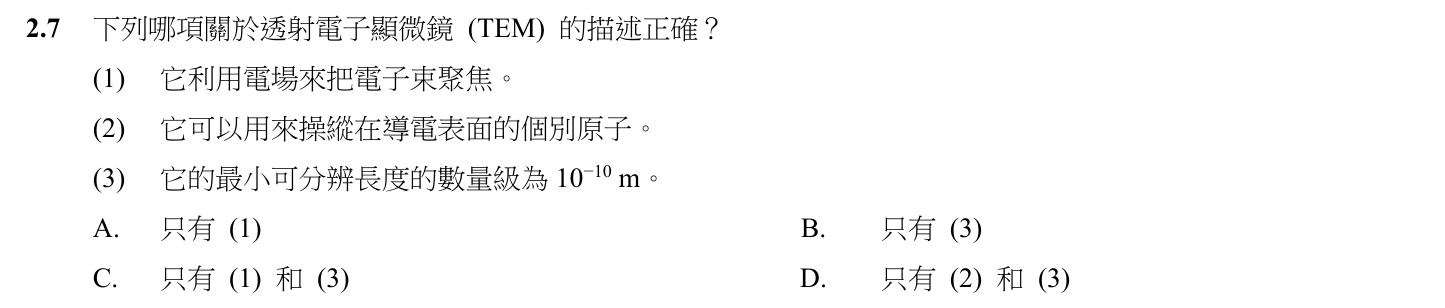 2.7 下列哪項關於透射電子顯微鏡 (TEM) 的描述正確？
(1) 它利用電場來把電子束聚焦。
(2) 它可以用來操縱在導電表面的個別原子。
(3) 它的最小可分辨長度的數量級為 10⁻¹⁰ m。
A. 只有 (1) B. 只有 (3)
C. 只有 (1) 和 (3) D. 只有 (2) 和 (3)